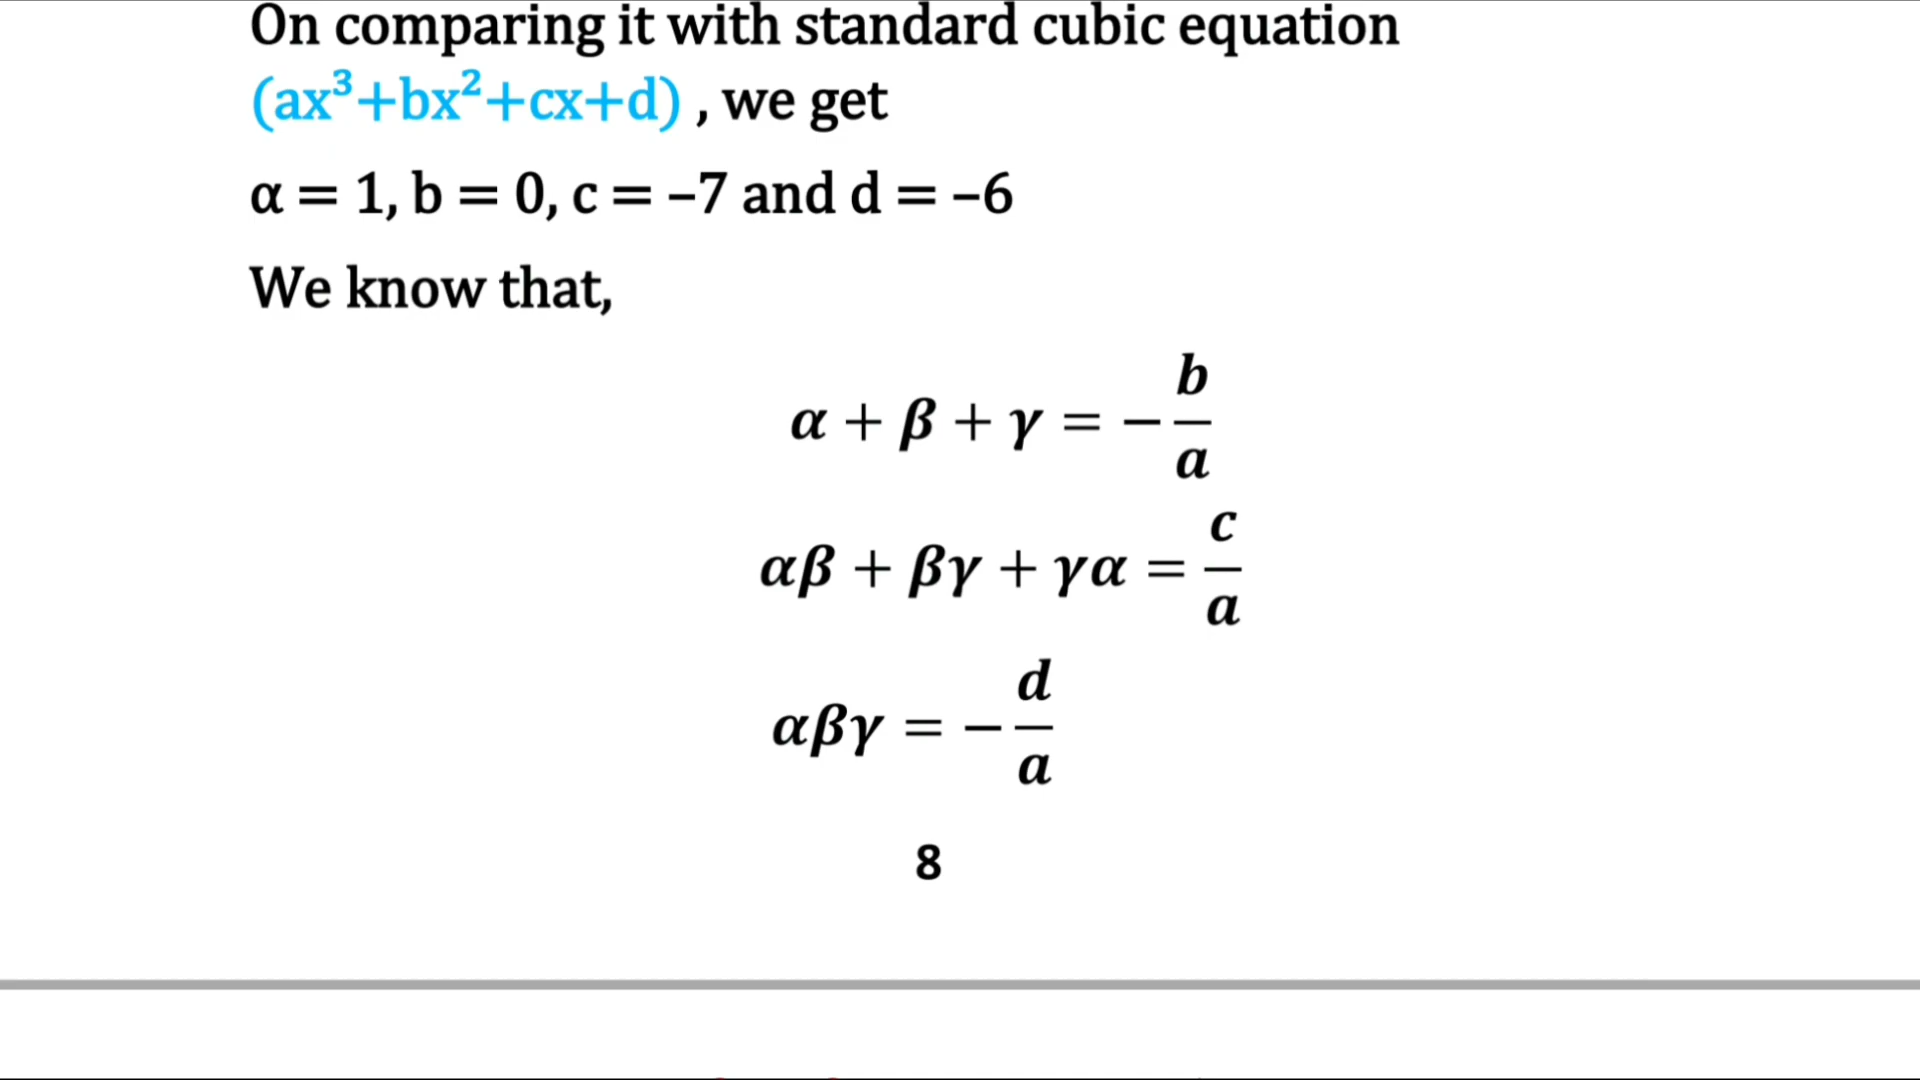 On comparing it with standard cubic equation
(ax³+bx²+cx+d) , we get
α = 1, b = 0, c = –7 and d = –6
We know that,
α + β + γ = − b/a
αβ + βγ + γα = c/a
αβγ = − d/a
8